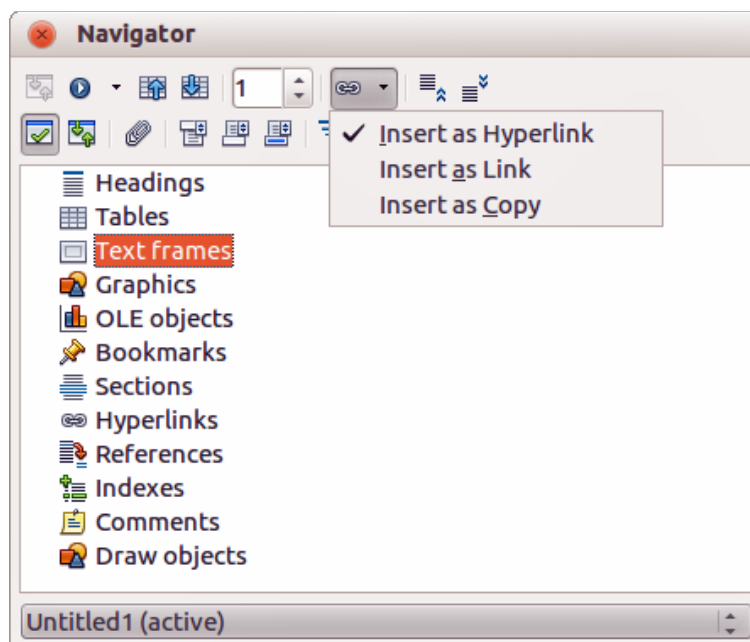 Navigator
1
Insert as Hyperlink
Insert as Link
Insert as Copy
Headings
Tables
Text frames
Graphics
OLE objects
Bookmarks
Sections
Hyperlinks
References
Indexes
Comments
Draw objects
Untitled1 (active)